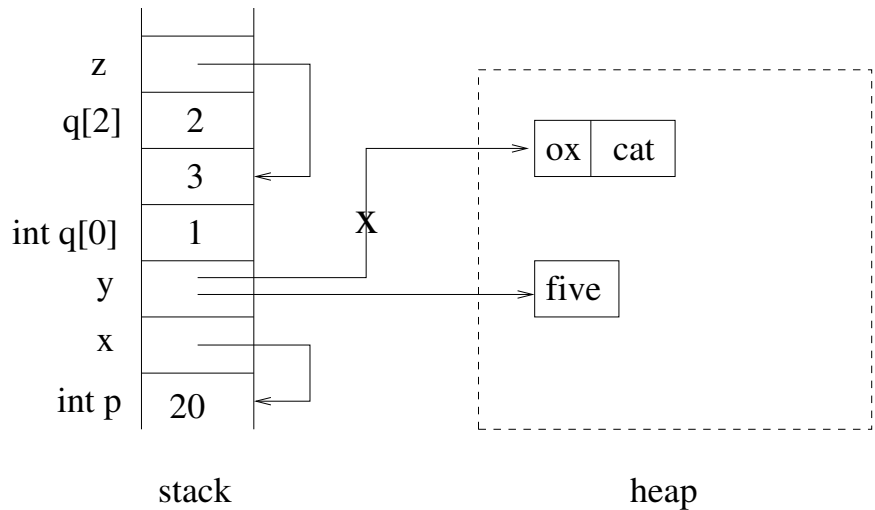 z
q[2] 2
ox cat
3
X
int q[0] 1
y
five
x
int p 20
stack heap